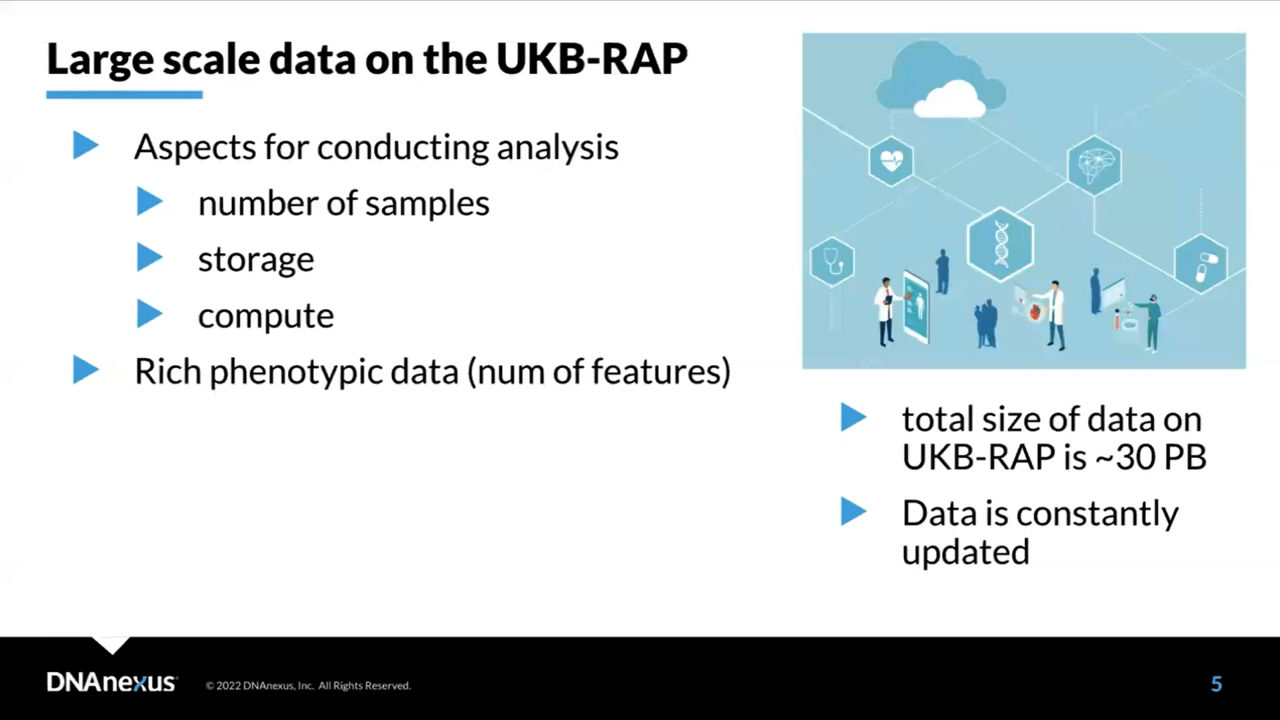 Large scale data on the UKB-RAP
Aspects for conducting analysis
number of samples
storage
compute
Rich phenotypic data (num of features)
total size of data on
UKB-RAP is ~30 PB
Data is constantly
updated
DNAnexus
© 2022 DNAnexus, Inc. All Rights Reserved.
5